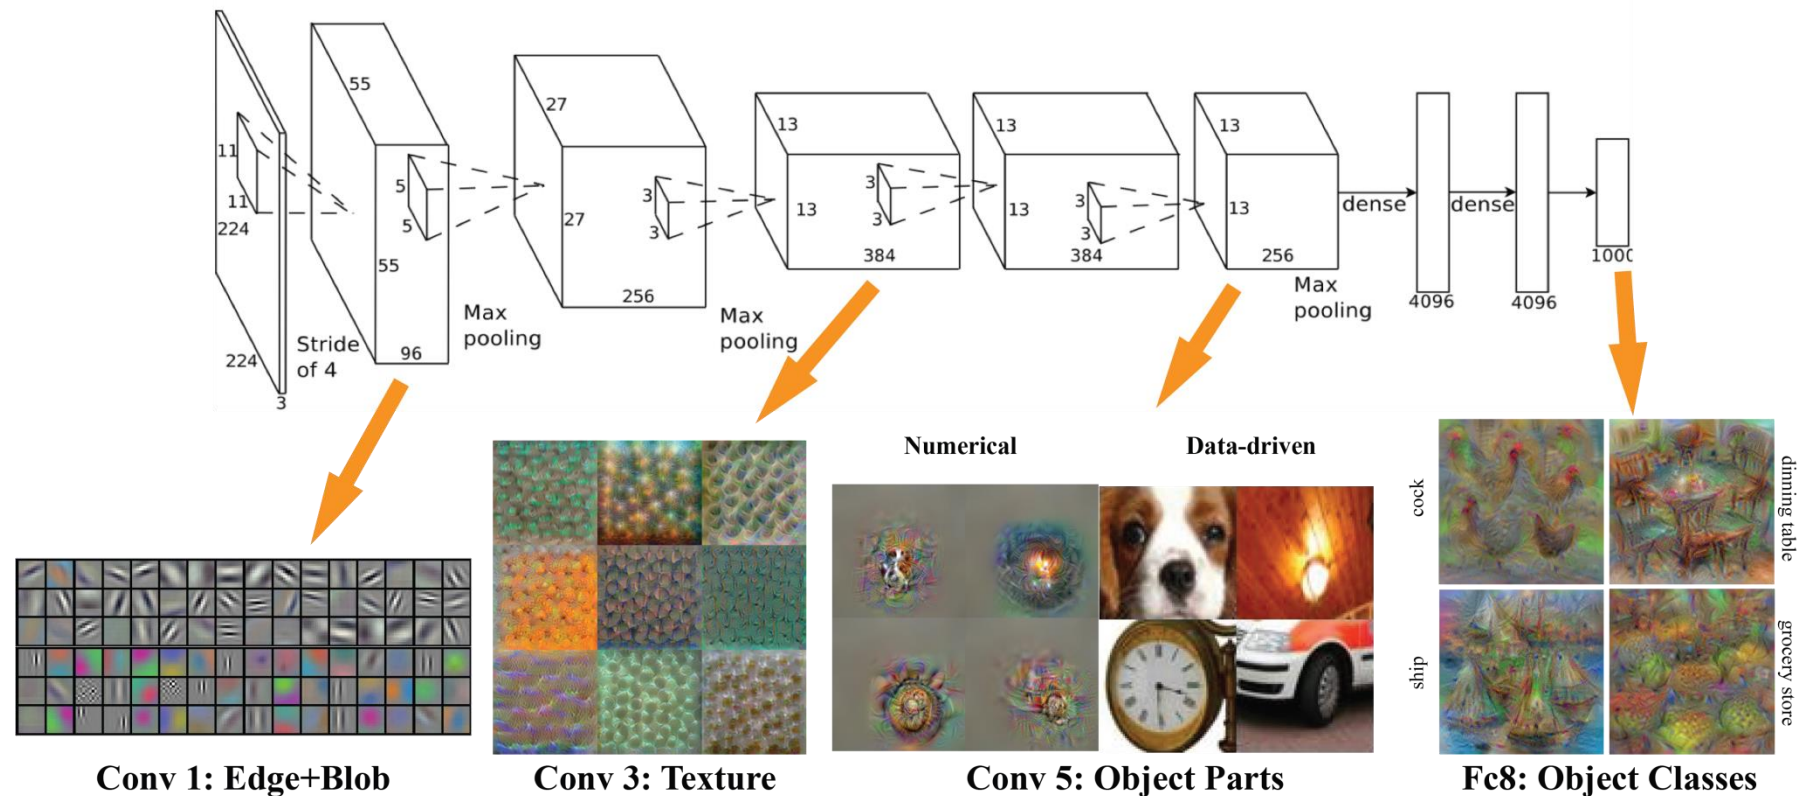 55
27
13
13
13
11
5
3
3
3
11
5
3
3
3
224
55
27
13
13
13
dense
dense
224
96
256
384
384
256
4096
4096
1000
3
Stride
of 4
Max
pooling
Max
pooling
Max
pooling
Numerical
Data-driven
cock
dinning table
ship
grocery store
Conv 1: Edge+Blob
Conv 3: Texture
Conv 5: Object Parts
Fc8: Object Classes